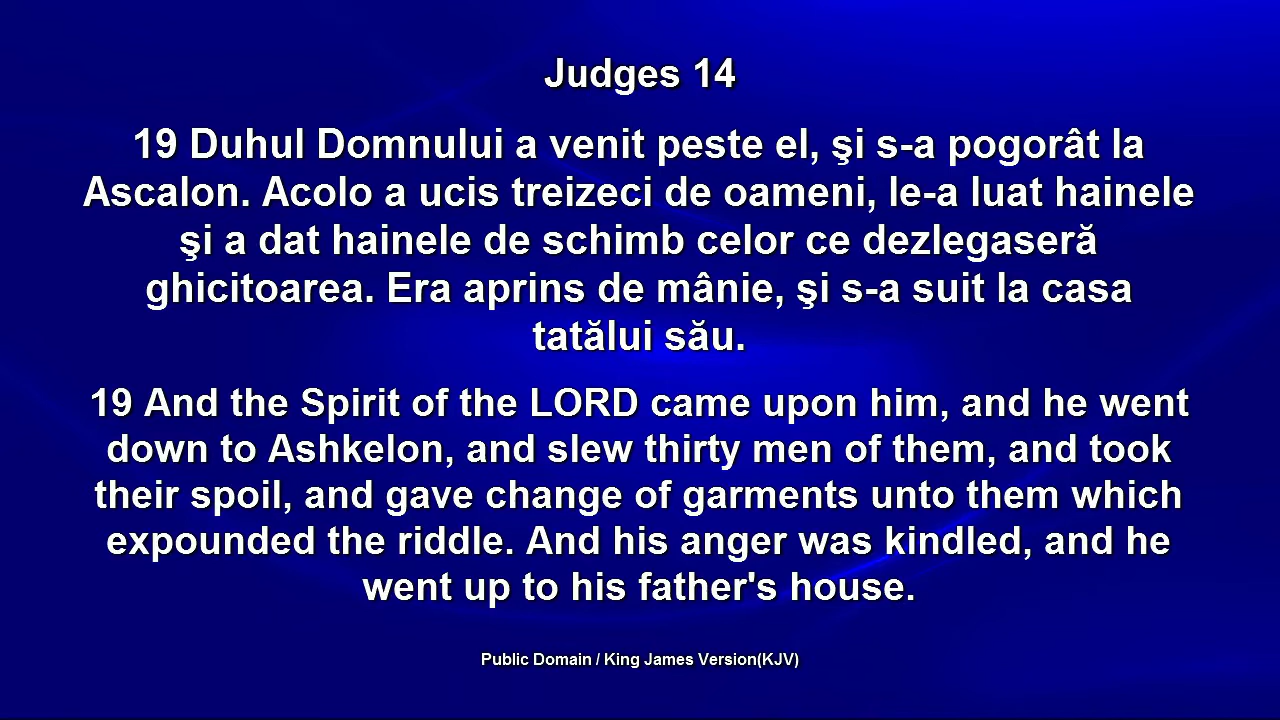 Judges 14
19 Duhul Domnului a venit peste el, şi s-a pogorât la
Ascalon. Acolo a ucis treizeci de oameni, le-a luat hainele
şi a dat hainele de schimb celor ce dezlegaseră
ghicitoarea. Era aprins de mânie, şi s-a suit la casa
tatălui său.
19 And the Spirit of the LORD came upon him, and he went
down to Ashkelon, and slew thirty men of them, and took
their spoil, and gave change of garments unto them which
expounded the riddle. And his anger was kindled, and he
went up to his father's house.
Public Domain / King James Version(KJV)